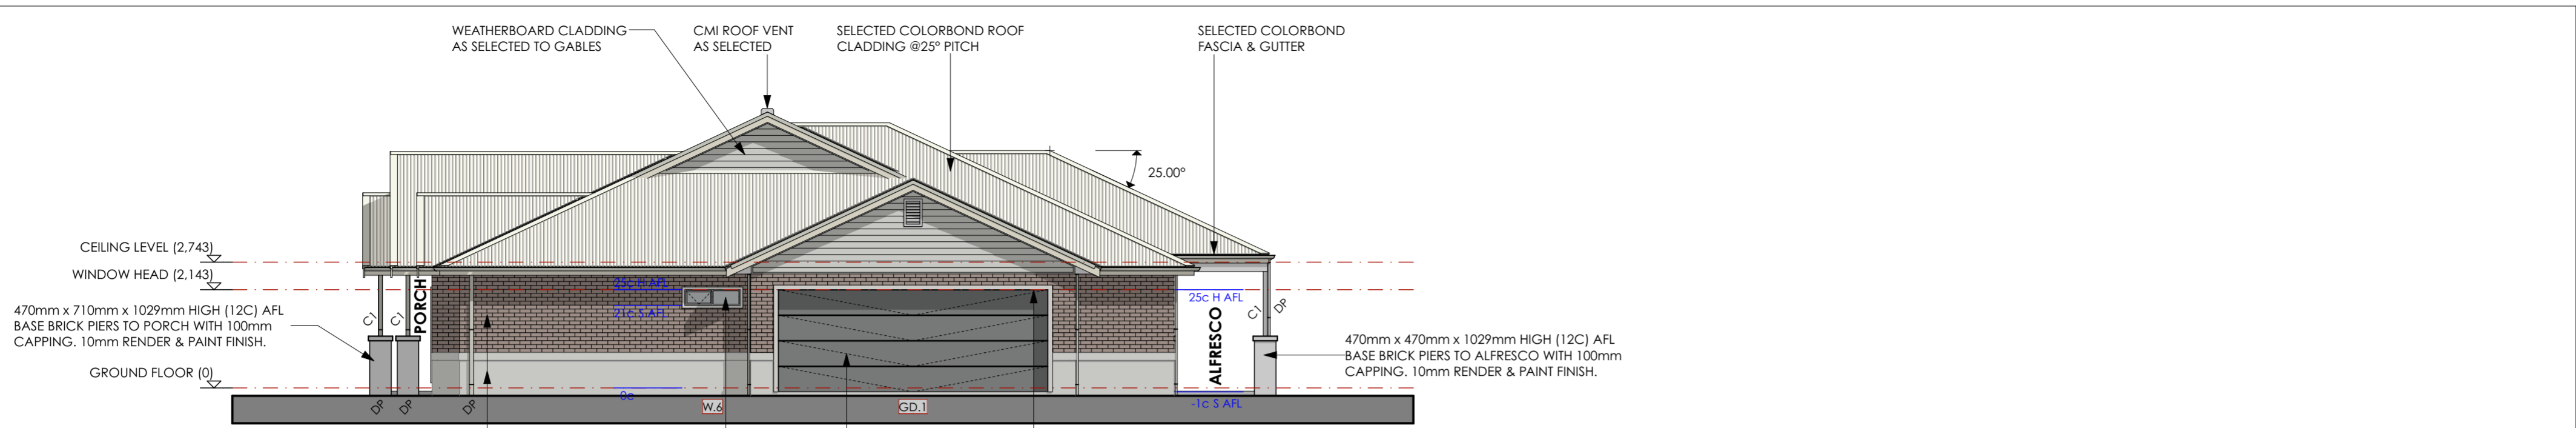 WEATHERBOARD CLADDING
AS SELECTED TO GABLES
CMI ROOF VENT
AS SELECTED
SELECTED COLORBOND ROOF
CLADDING @25° PITCH
SELECTED COLORBOND
FASCIA & GUTTER
25.00°
CEILING LEVEL (2,743)
WINDOW HEAD (2,143)
470mm x 710mm x 1029mm HIGH (12C) AFL
BASE BRICK PIERS TO PORCH WITH 100mm
CAPPING. 10mm RENDER & PAINT FINISH.
GROUND FLOOR (0)
C1
C1
PORCH
25c H AFL
21c S AFL
0c
25c H AFL
ALFRESCO
C1
DP
470mm x 470mm x 1029mm HIGH (12C) AFL
BASE BRICK PIERS TO ALFRESCO WITH 100mm
CAPPING. 10mm RENDER & PAINT FINISH.
-1c S AFL
DP
DP
DP
W.6
GD.1